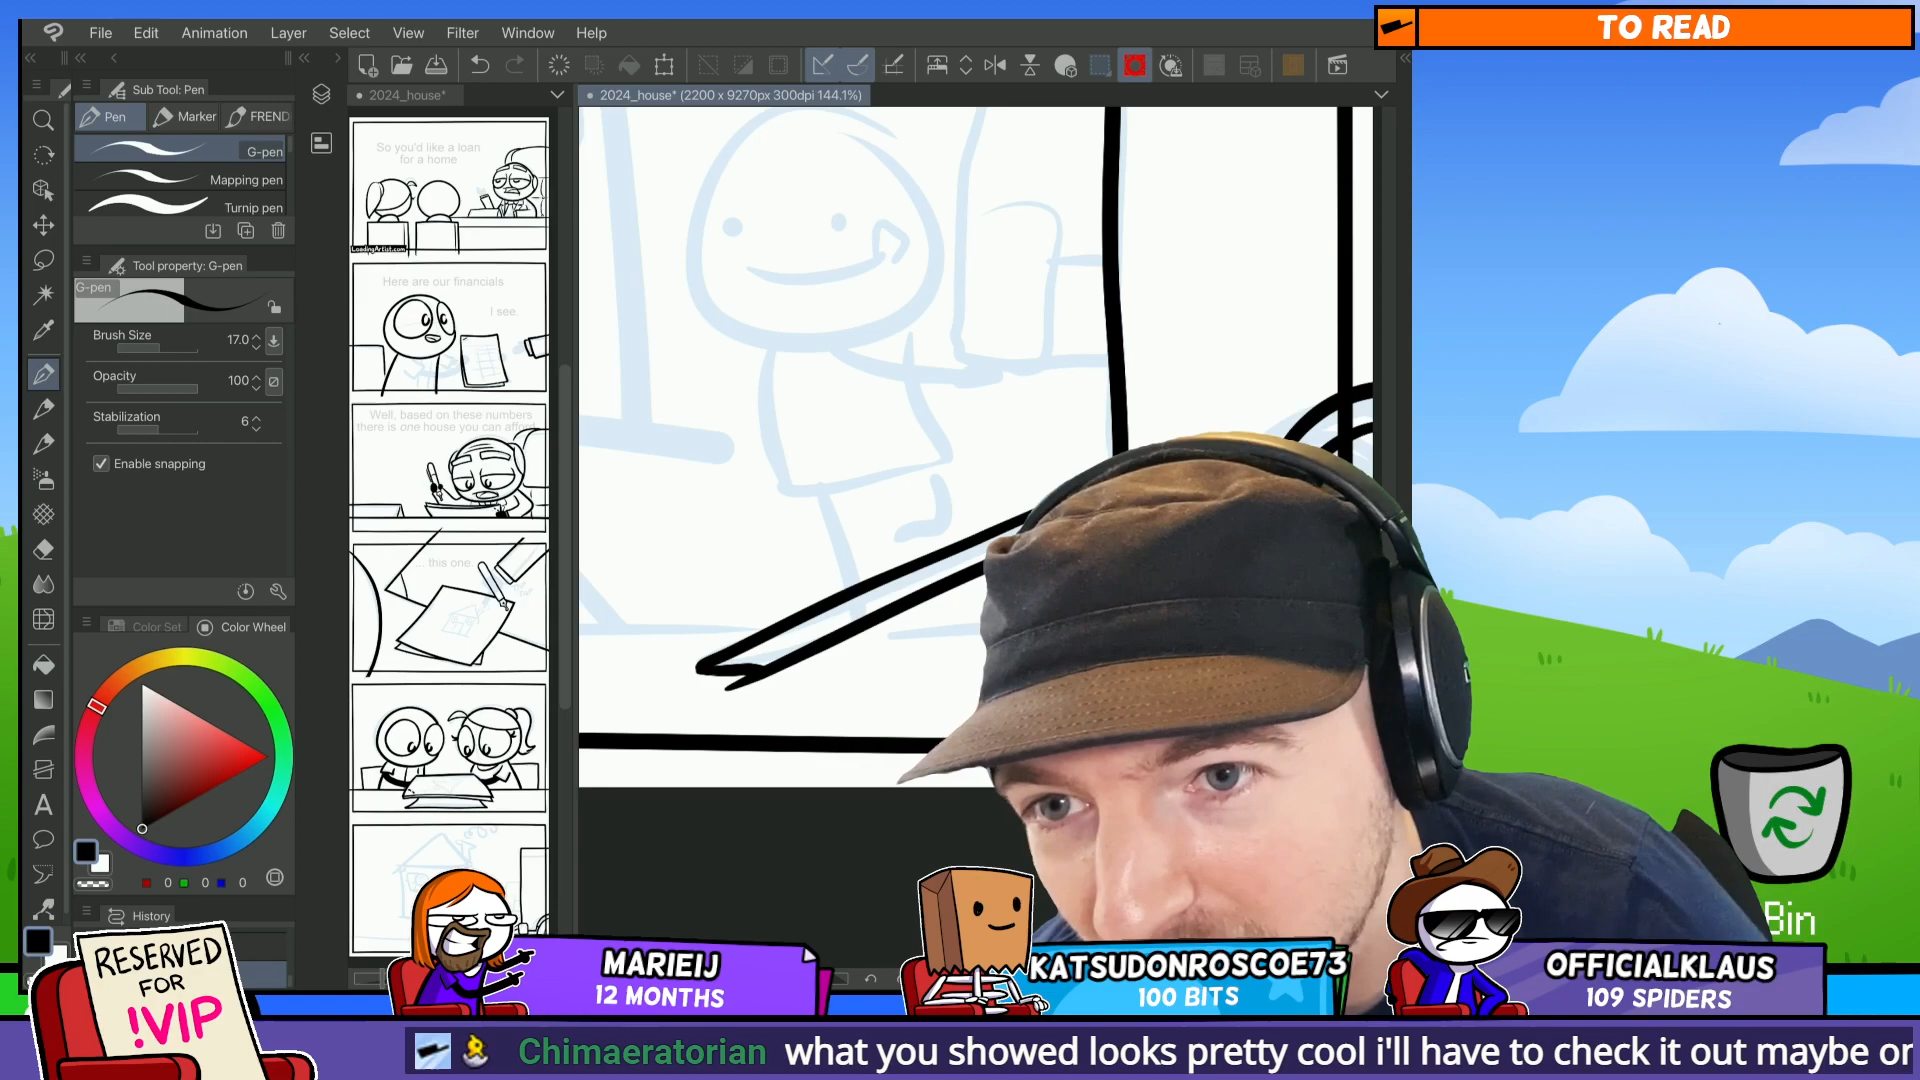 File Edit Animation Layer Select View Filter Window Help
TO READ
Sub Tool: Pen
2024_house*
2024_house* (2200 x 9270px 300dpi 144.1%)
Pen Marker FREND
G-pen
Mapping pen
Turnip pen
Tool property: G-pen
G-pen
Brush Size 17.0
Opacity 100
Stabilization 6
Enable snapping
Color Set Color Wheel
0 0 0
History
So you'd like a loan
for a home
LoadingArtist.com
Here are our financials
I see.
Well, based on these numbers
there is one house you can afford
... this one.
Bin
RESERVED
FOR
!VIP
MARIEIJ
12 MONTHS
KATSUDONROSCOE73
100 BITS
OFFICIALKLAUS
109 SPIDERS
Chimaeratorian what you showed looks pretty cool i'll have to check it out maybe or